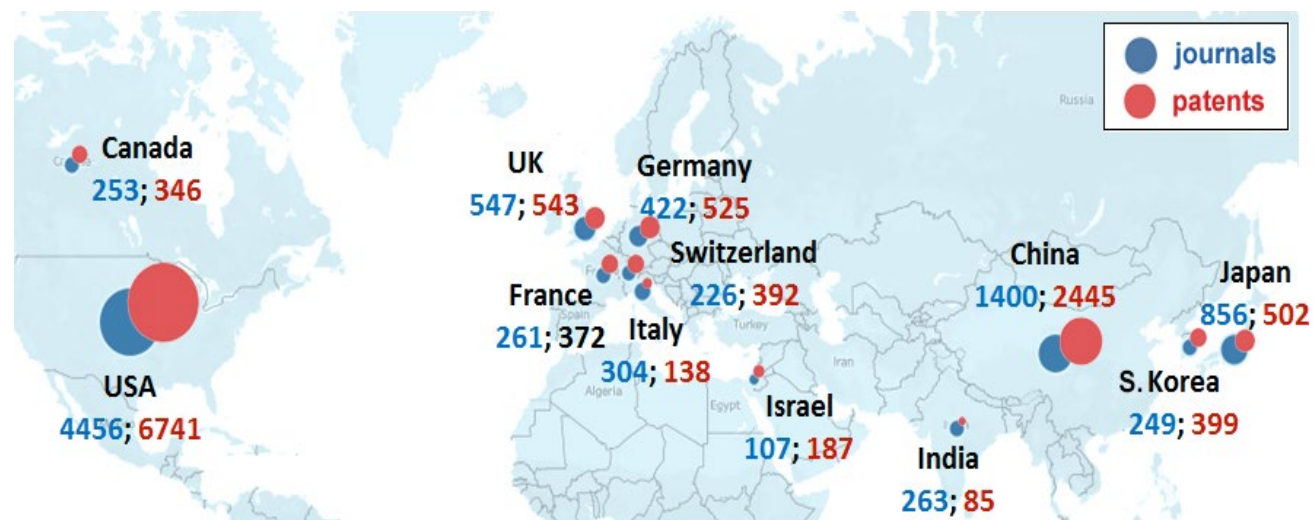 journals
patents
Russia
Canada
253; 346
UK
547; 543
Germany
422; 525
Switzerland
226; 392
China
1400; 2445
Japan
856; 502
France
261; 372
Spain
Italy
304; 138
Turkey
Iran
USA
4456; 6741
Algeria
Egypt
Israel
107; 187
S. Korea
249; 399
India
263; 85